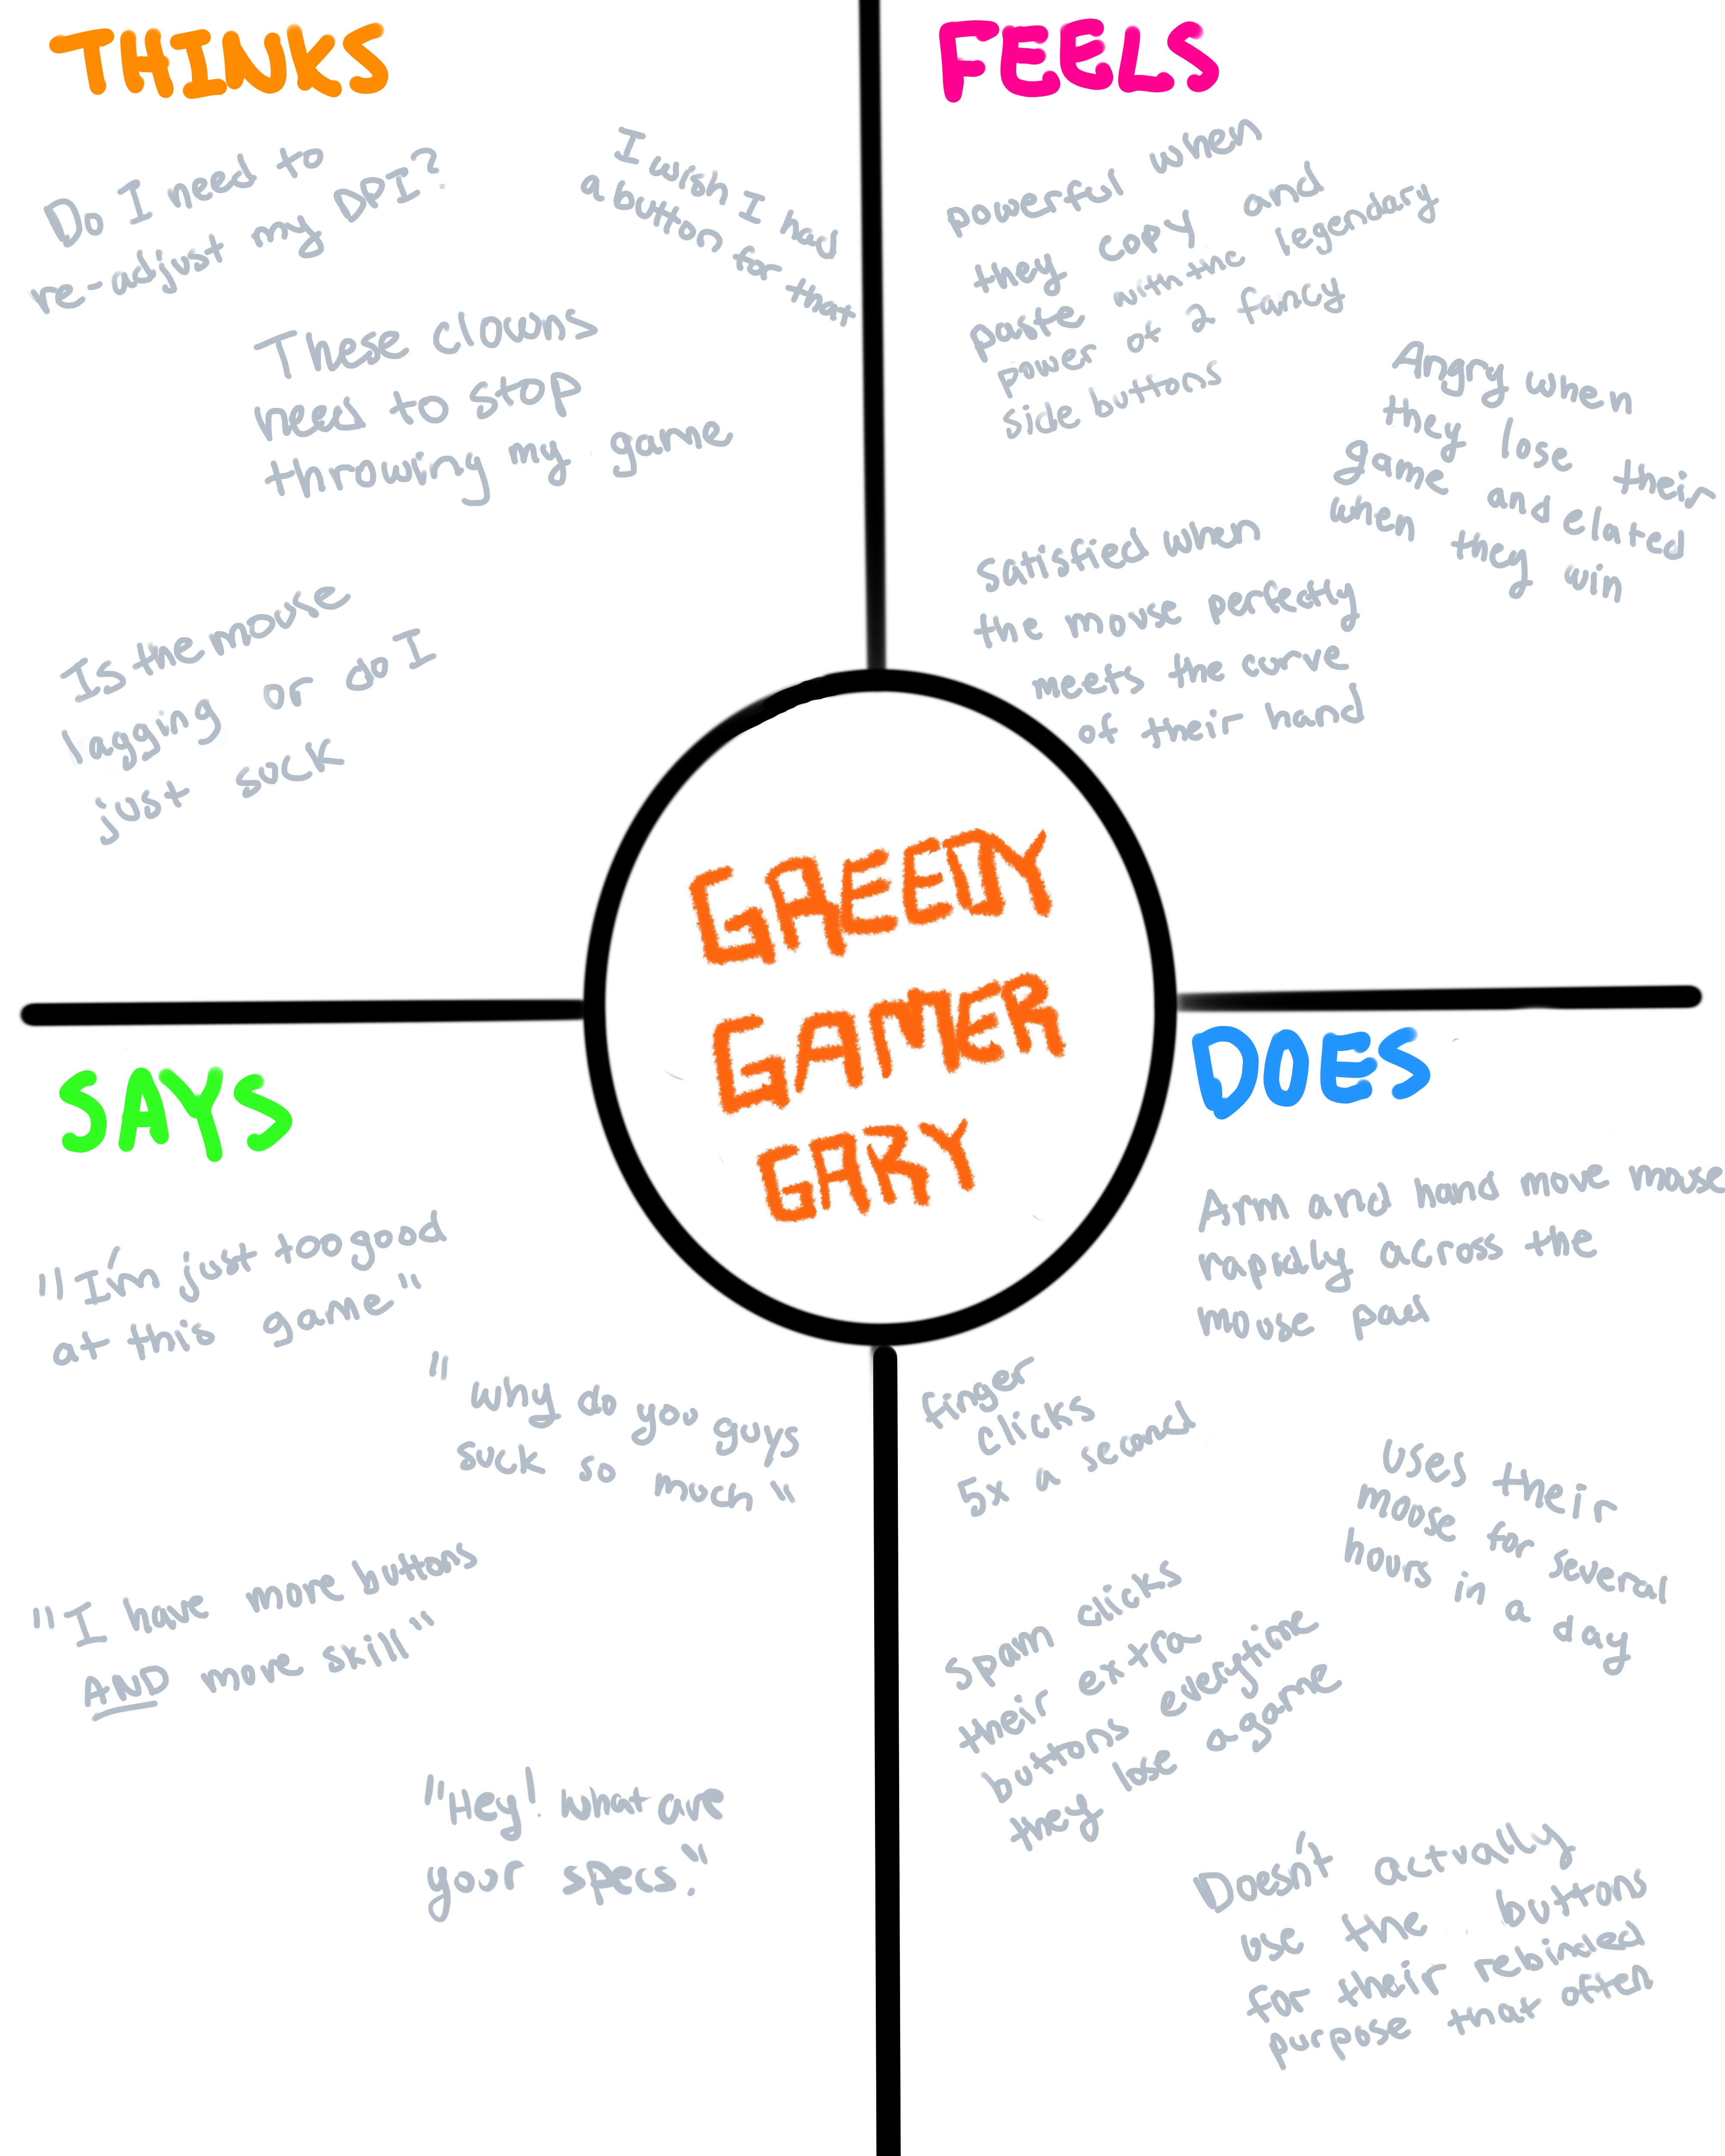 THINKS
Do I need to
re-adjust my DPI?
I wish I had
a button for that
These clowns
need to stop
throwing my game
Is the mouse
lagging or do I
just suck
FEELS
powerful when
they copy and
paste with the legendary
power of 2 fancy
side buttons
Angry when
they lose their
game and elated
when they win
Satisfied when
the mouse perfectly
meets the curve
of their hand
GREEDY
GAMER
GARY
SAYS
"I'm just too good
at this game"
"Why do you guys
suck so much"
"I have more buttons
AND more skill"
"Hey! What are
your specs."
DOES
Arm and hand move mouse
rapidly across the
mouse pad
finger
clicks
5x a second
Uses their
mouse for several
hours in a day
Spam clicks
their extra
buttons everytime
they lose a game
Doesn't actually
use the buttons
for their rebinded
purpose that often